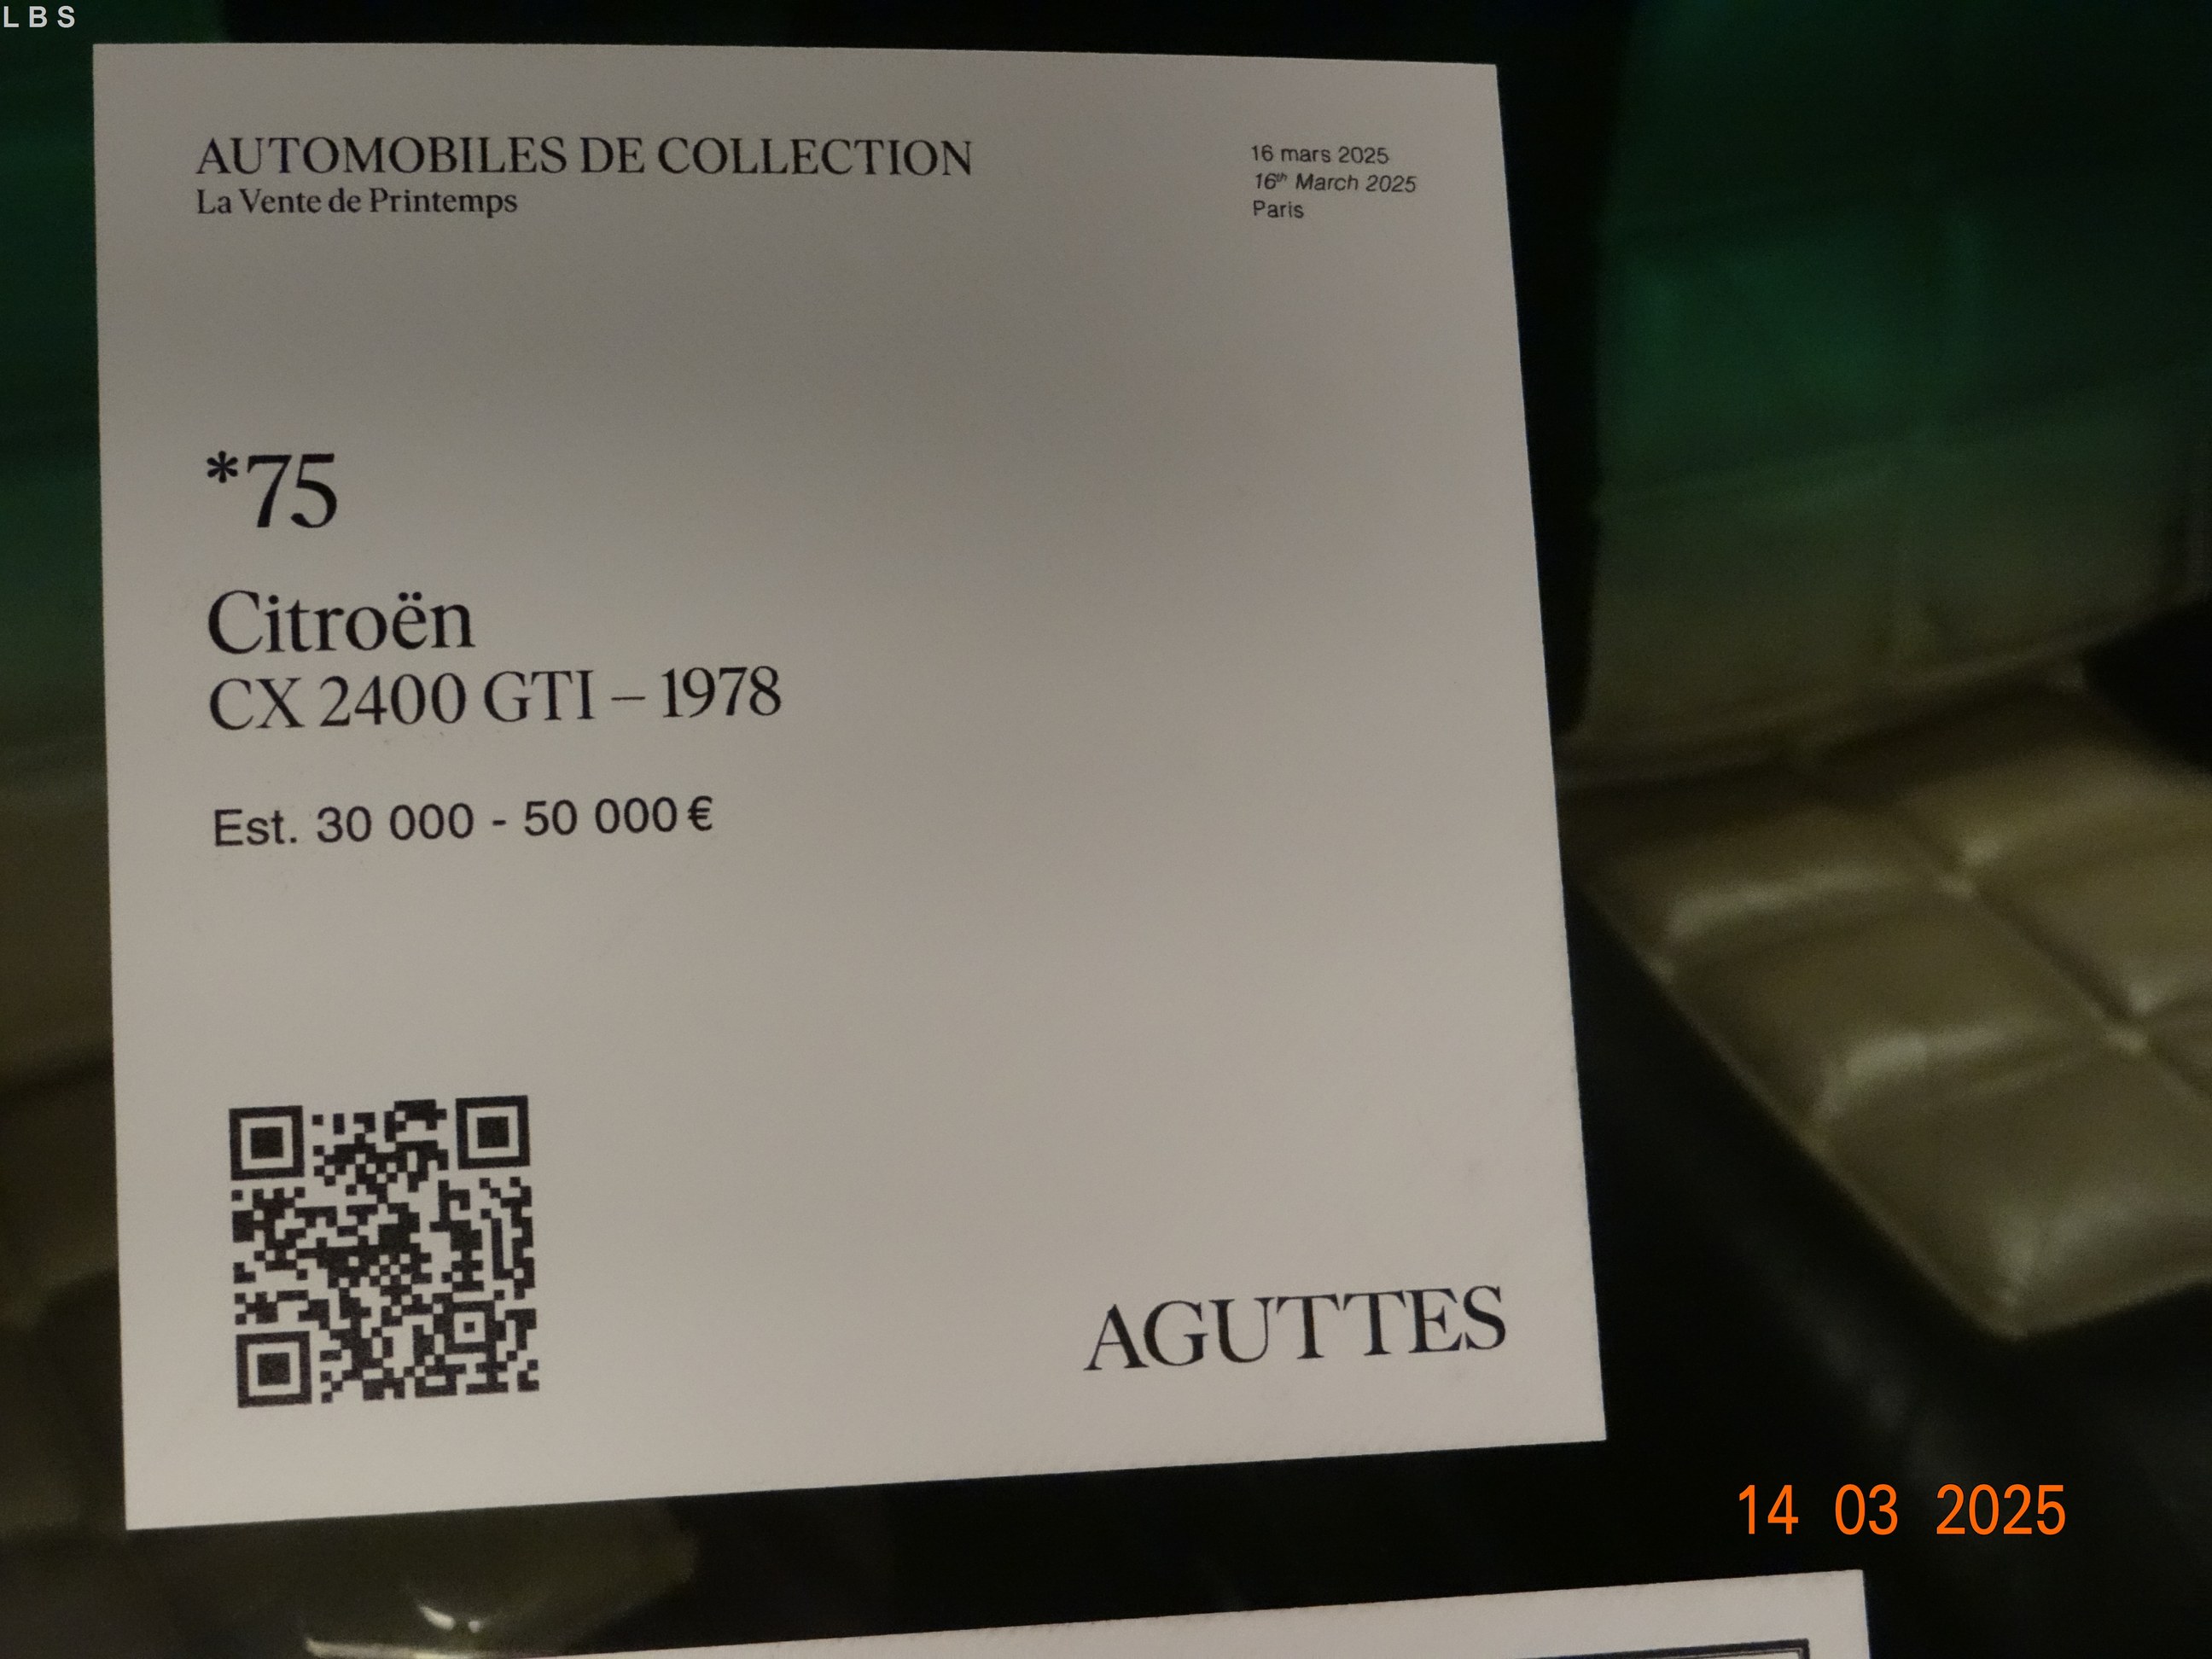 LBS
AUTOMOBILES DE COLLECTION
La Vente de Printemps
16 mars 2025
16th March 2025
Paris
*75
Citroën
CX 2400 GTI – 1978
Est. 30 000 - 50 000 €
AGUTTES
14 03 2025